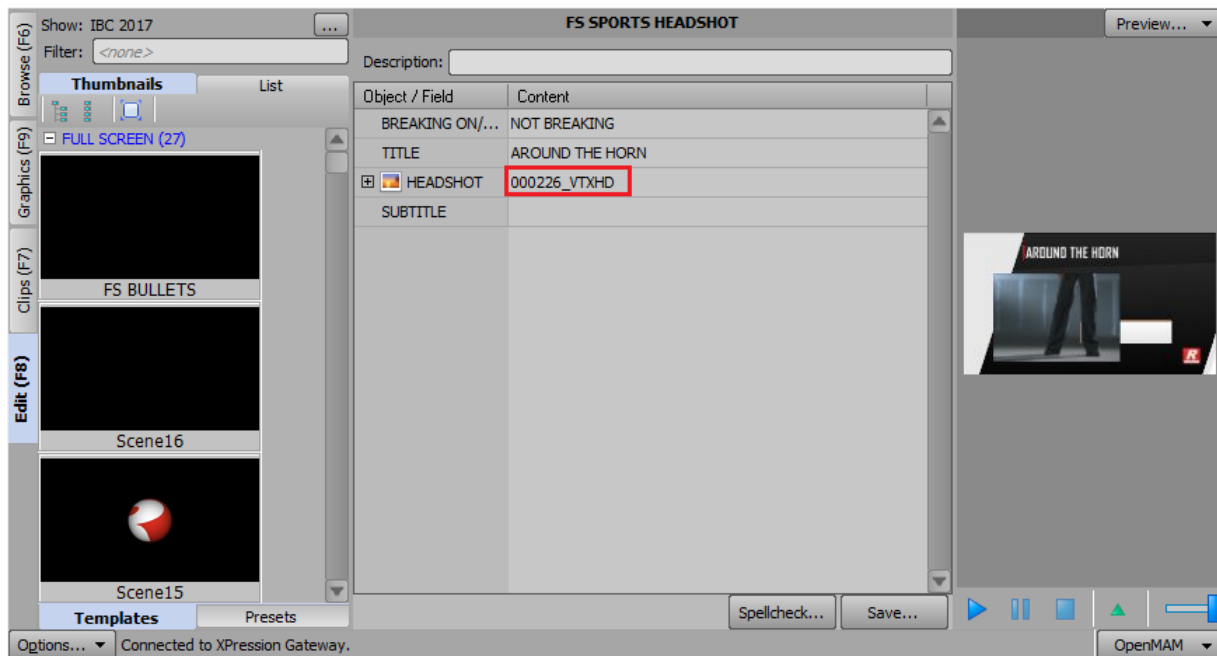 Show: IBC 2017
...
Filter: <none>
Thumbnails
List
FULL SCREEN (27)
FS BULLETS
Scene16
Scene15
Templates
Presets
Browse (F6)
Graphics (F9)
Clips (F7)
Edit (F8)
FS SPORTS HEADSHOT
Description:
Object / Field Content
BREAKING ON/... NOT BREAKING
TITLE AROUND THE HORN
HEADSHOT 000226_VTXHD
SUBTITLE
Spellcheck...
Save...
Preview...
AROUND THE HORN
R
Options... Connected to XPression Gateway.
OpenMAM